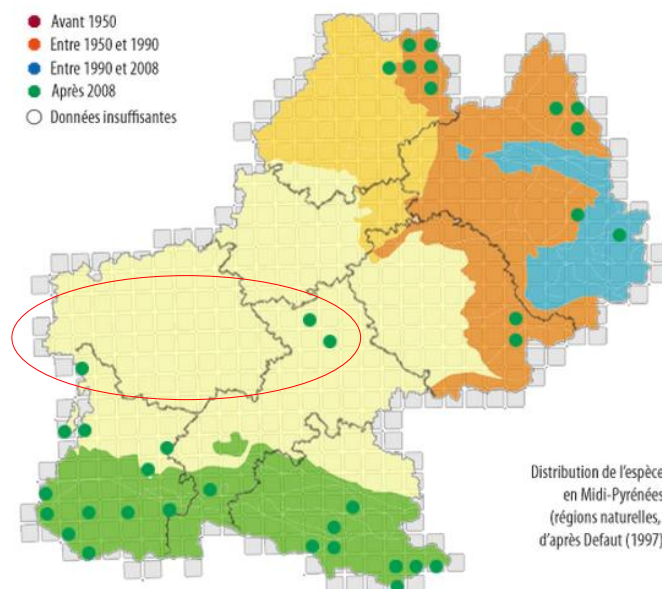 Avant 1950
Entre 1950 et 1990
Entre 1990 et 2008
Après 2008
Données insuffisantes
Distribution de l'espèce
en Midi-Pyrénées
(régions naturelles,
d'après Defaut (1997)